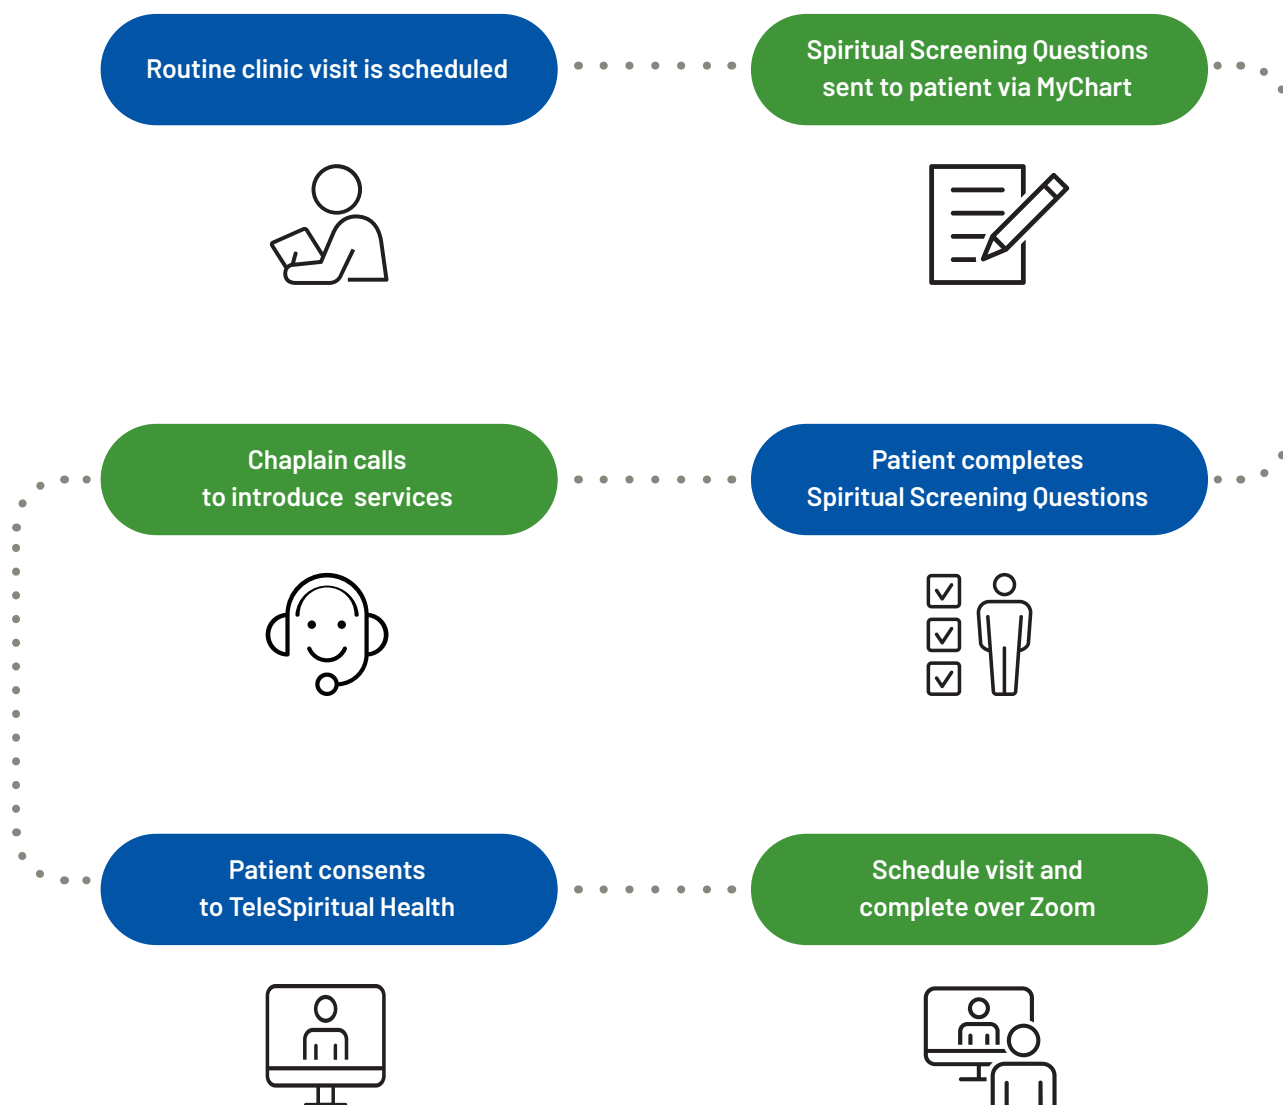 Routine clinic visit is scheduled
Spiritual Screening Questions
sent to patient via MyChart
Chaplain calls
to introduce  services
Patient completes
Spiritual Screening Questions
Patient consents
to TeleSpiritual Health
Schedule visit and
complete over Zoom